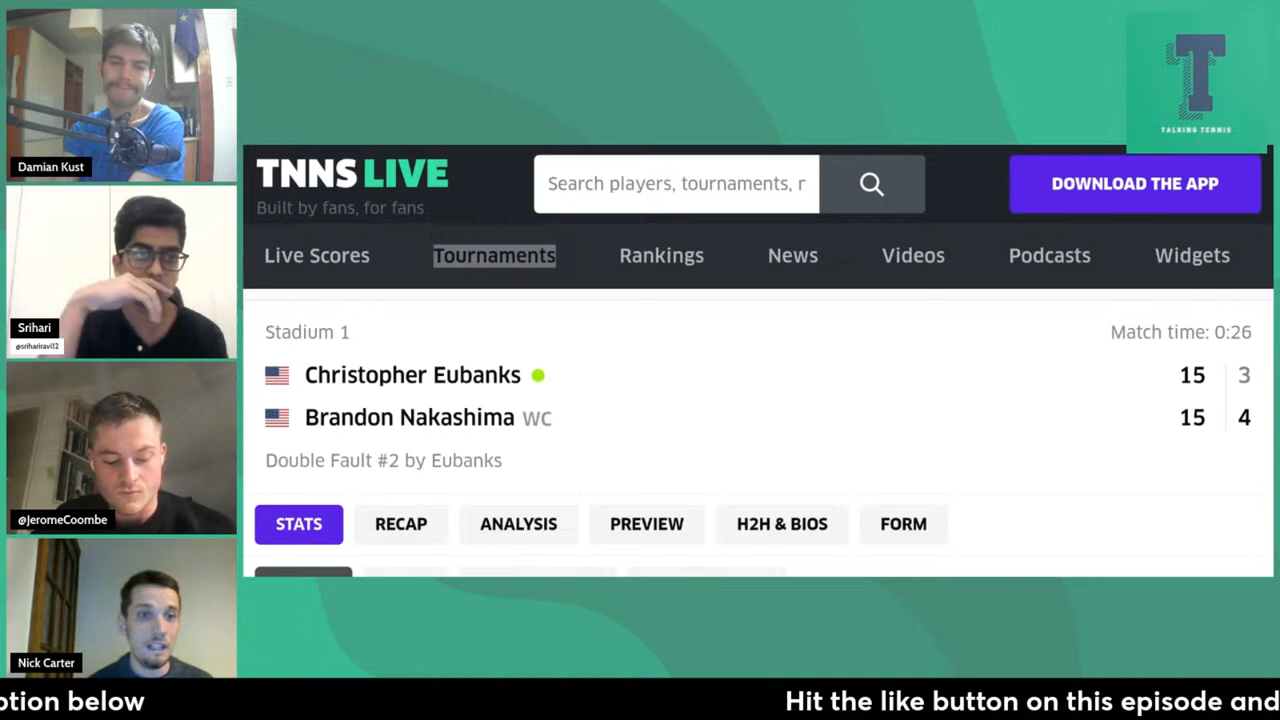 Damian Kust
Srihari
@srihariravi12
@JeromeCoombe
Nick Carter
T
TALKING TENNIS
TNNS LIVE
Built by fans, for fans
Search players, tournaments, r
DOWNLOAD THE APP
Live Scores Tournaments Rankings News Videos Podcasts Widgets
Stadium 1 Match time: 0:26
Christopher Eubanks 15 3
Brandon Nakashima WC 15 4
Double Fault #2 by Eubanks
STATS RECAP ANALYSIS PREVIEW H2H & BIOS FORM
ption below Hit the like button on this episode and